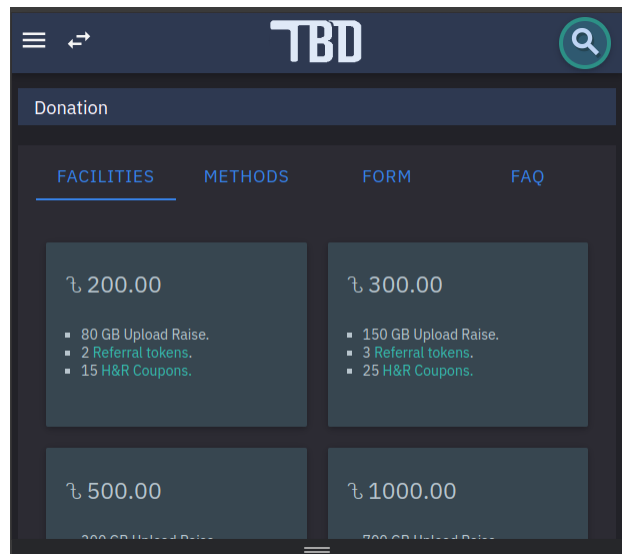 TBD
Donation
FACILITIES METHODS FORM FAQ
৳ 200.00
80 GB Upload Raise.
2 Referral tokens.
15 H&R Coupons.
৳ 300.00
150 GB Upload Raise.
3 Referral tokens.
25 H&R Coupons.
৳ 500.00
৳ 1000.00